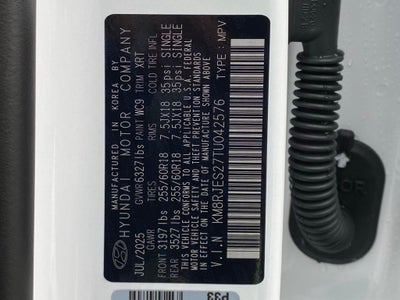 MANUFACTURED IN KOREA BY
HYUNDAI MOTOR COMPANY
GVWR 6327lbs PAINT WC9 TRIM XRT
JUL/2025
GAWR TIRES RIMS COLD TIRE INFL
FRONT 3197lbs 255/60R18 7.5JX18 35psi SINGLE
REAR 3527lbs 255/60R18 7.5JX18 35psi SINGLE
THIS VEHICLE CONFORMS TO ALL APPLICABLE U.S.A. FEDERAL
MOTOR VEHICLE SAFETY, BUMPER, AND THEFT PREVENTION STANDARDS
IN EFFECT ON THE DATE OF MANUFACTURE SHOWN ABOVE.
V.I.N KM8RJES27TU042576 TYPE: MPV
P33